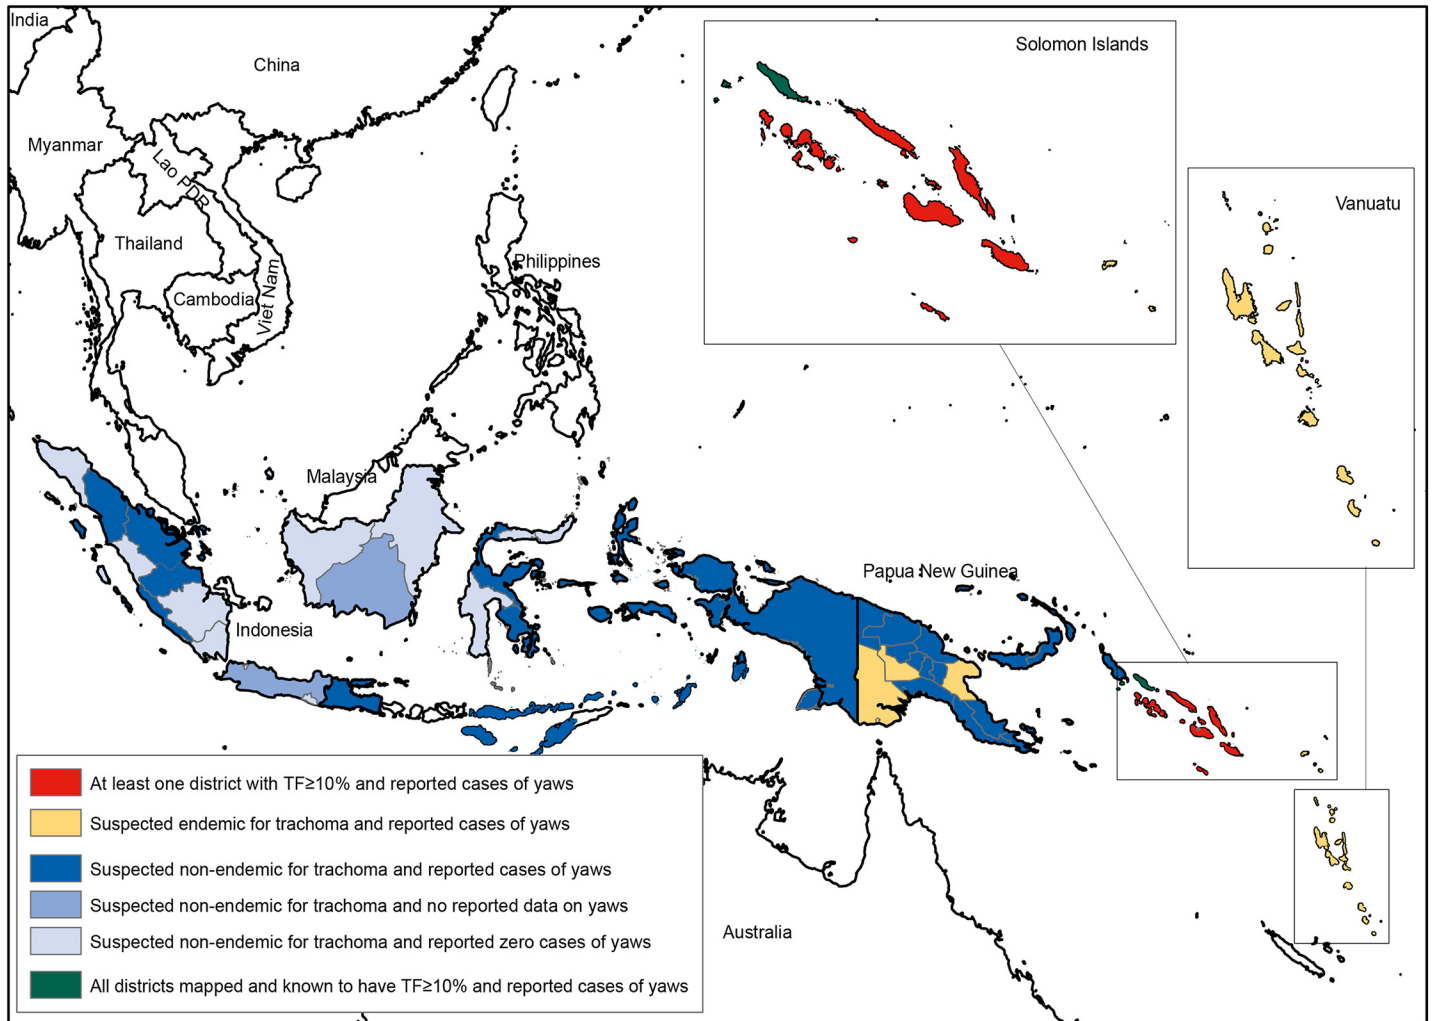 India
China
Solomon Islands
Myanmar
Lao PDR
Vanuatu
Thailand
Philippines
Cambodia
Viet Nam
Malaysia
Papua New Guinea
Indonesia
At least one district with TF≥10% and reported cases of yaws
Suspected endemic for trachoma and reported cases of yaws
Suspected non-endemic for trachoma and reported cases of yaws
Suspected non-endemic for trachoma and no reported data on yaws
Suspected non-endemic for trachoma and reported zero cases of yaws
All districts mapped and known to have TF≥10% and reported cases of yaws
Australia